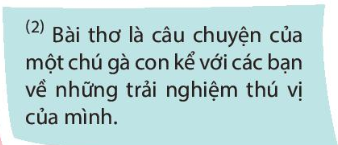 (2) Bài thơ là câu chuyện của
một chú gà con kể với các bạn
về những trải nghiệm thú vị
của mình.